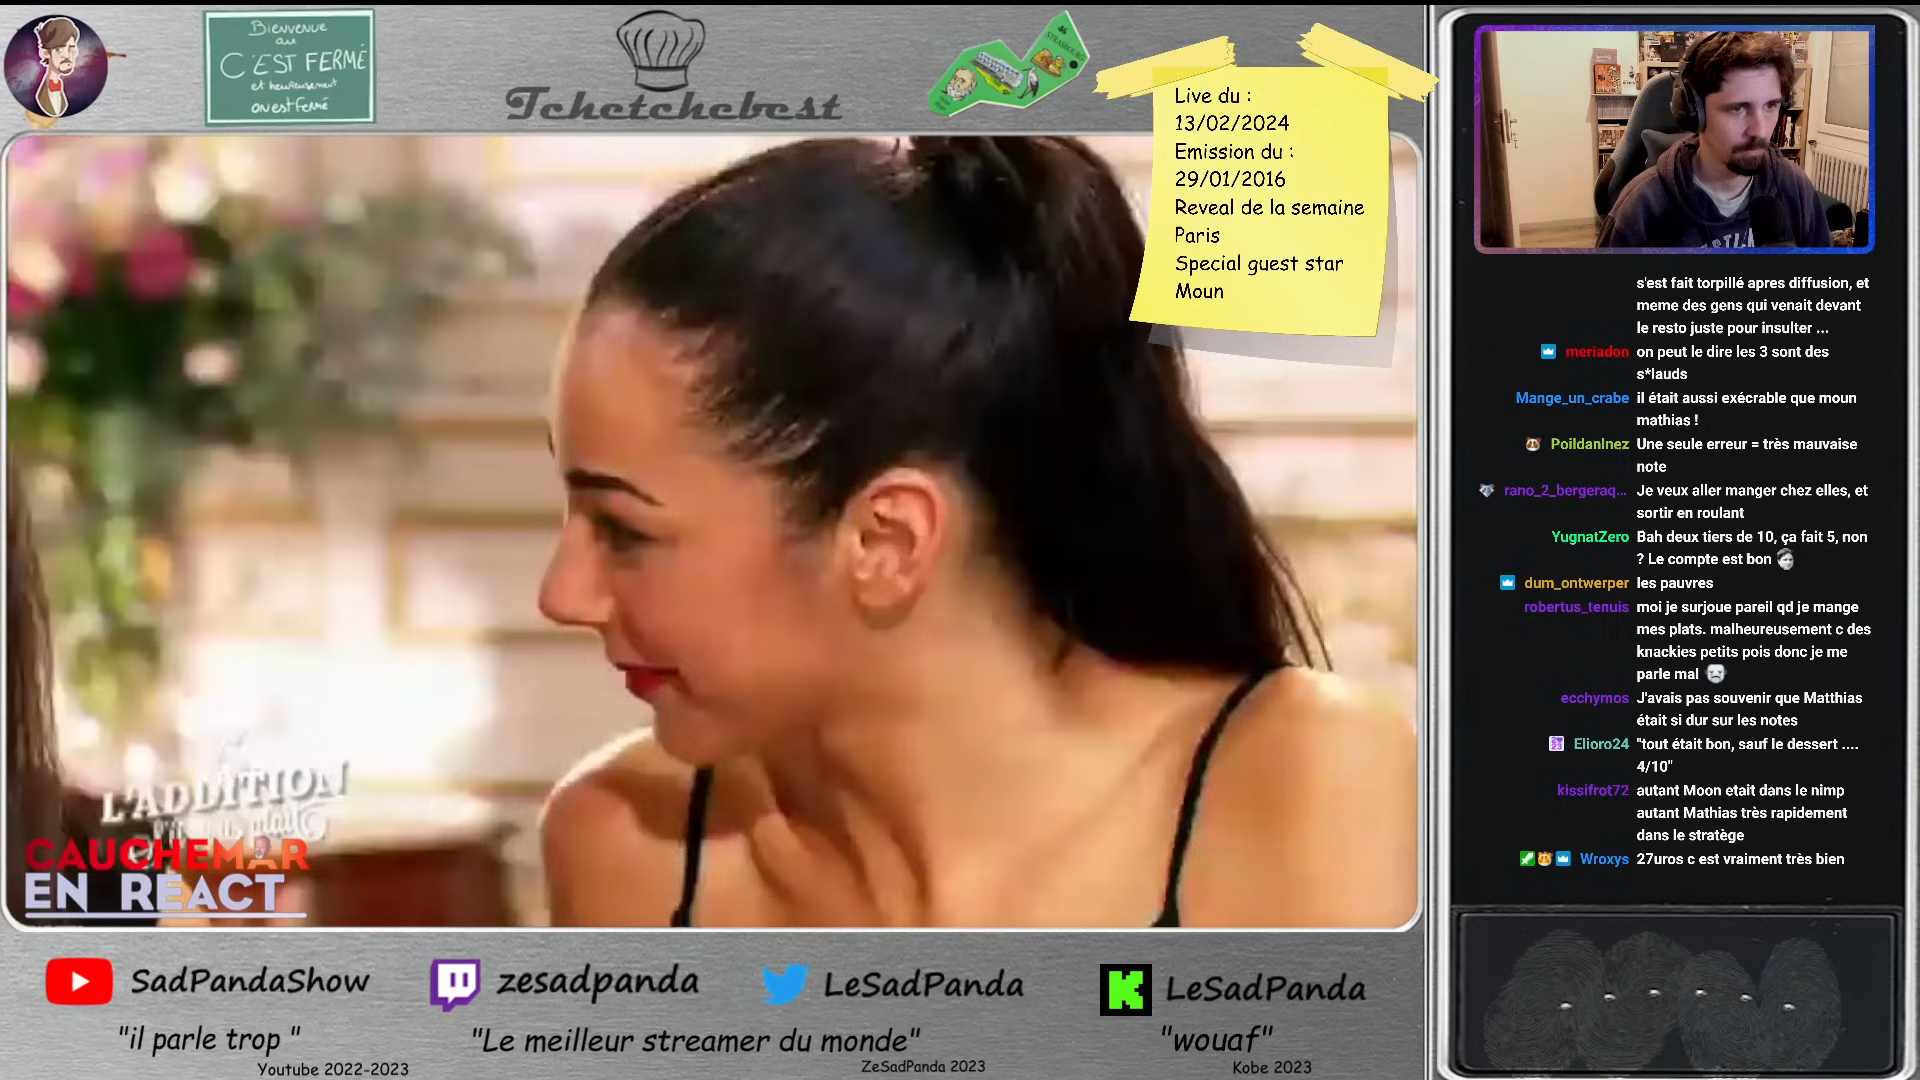 Bienvenue
au
C'EST FERMÉ
et heureusement
on est fermé
Tchetchebest
STRASBOURG
Live du :
13/02/2024
Emission du :
29/01/2016
Reveal de la semaine
Paris
Special guest star
Moun
L'ADDITION
s'il vous plaît
CAUCHEMAR
EN REACT
s'est fait torpillé apres diffusion, et
meme des gens qui venait devant
le resto juste pour insulter ...
meriadon on peut le dire les 3 sont des
s*lauds
Mange_un_crabe il était aussi exécrable que moun
mathias !
PoildanInez Une seule erreur = très mauvaise
note
rano_2_bergeraq... Je veux aller manger chez elles, et
sortir en roulant
YugnatZero Bah deux tiers de 10, ça fait 5, non
? Le compte est bon
dum_ontwerper les pauvres
robertus_tenuis moi je surjoue pareil qd je mange
mes plats. malheureusement c des
knackies petits pois donc je me
parle mal
ecchymos J'avais pas souvenir que Matthias
était si dur sur les notes
Elioro24 "tout était bon, sauf le dessert ....
4/10"
kissifrot72 autant Moon etait dans le nimp
autant Mathias très rapidement
dans le stratège
Wroxys 27uros c est vraiment très bien
SadPandaShow
zesadpanda
LeSadPanda
LeSadPanda
"il parle trop "
Youtube 2022-2023
"Le meilleur streamer du monde"
ZeSadPanda 2023
"wouaf"
Kobe 2023